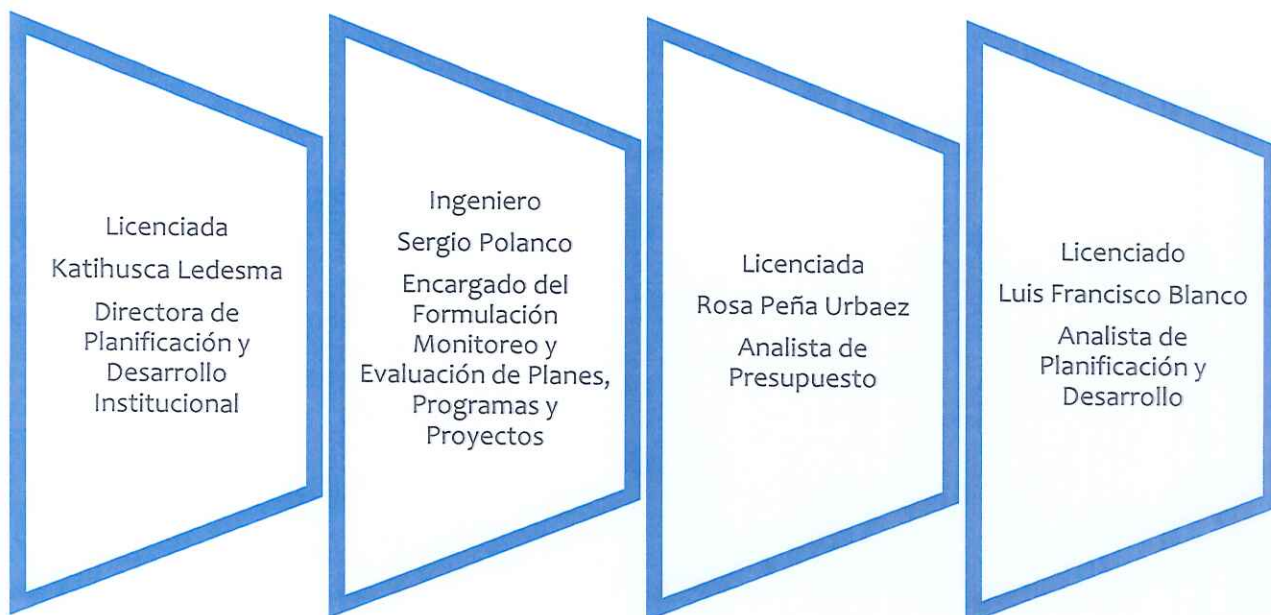 Licenciada
Katihusca Ledesma
Directora de
Planificación y
Desarrollo
Institucional
Ingeniero
Sergio Polanco
Encargado del
Formulación
Monitoreo y
Evaluación de Planes,
Programas y
Proyectos
Licenciada
Rosa Peña Urbaez
Analista de
Presupuesto
Licenciado
Luis Francisco Blanco
Analista de
Planificación y
Desarrollo